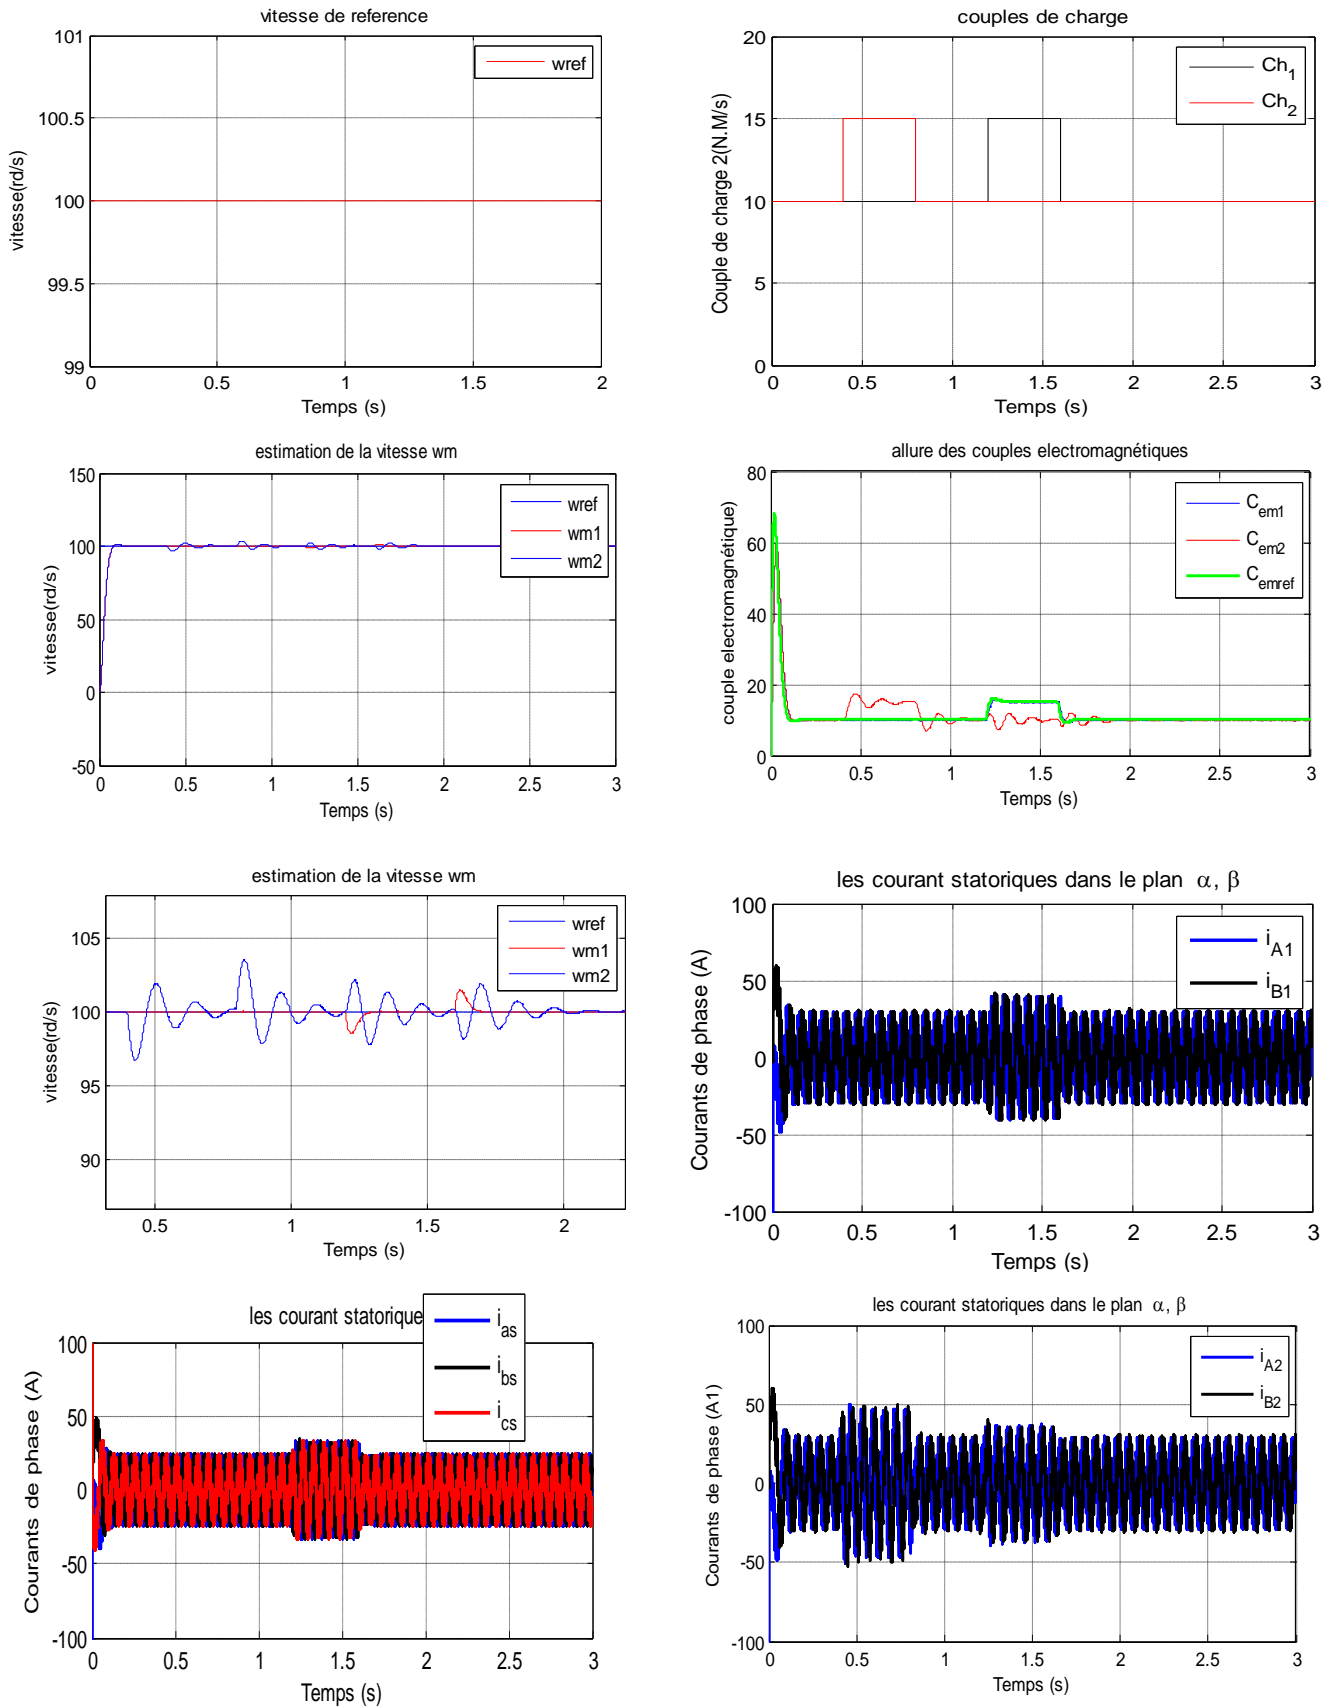 vitesse de reference
101
100.5
100
99.5
99
vitesse(rd/s)
wref
0 0.5 1 1.5 2
Temps (s)
couples de charge
20
15
10
5
0
Couple de charge 2(N.M/s)
Ch1
Ch2
0 0.5 1 1.5 2 2.5 3
Temps (s)
estimation de la vitesse wm
150
100
50
0
-50
vitesse(rd/s)
wref
wm1
wm2
0 0.5 1 1.5 2 2.5 3
Temps (s)
allure des couples electromagnétiques
80
60
40
20
0
couple electromagnétique)
Cem1
Cem2
Cemref
0 0.5 1 1.5 2 2.5 3
Temps (s)
estimation de la vitesse wm
105
100
95
90
vitesse(rd/s)
wref
wm1
wm2
0.5 1 1.5 2
Temps (s)
les courant statoriques dans le plan α, β
100
50
0
-50
-100
Courants de phase (A)
iA1
iB1
0 0.5 1 1.5 2 2.5 3
Temps (s)
les courant statorique
100
50
0
-50
-100
Courants de phase (A)
ias
ibs
ics
0 0.5 1 1.5 2 2.5 3
Temps (s)
les courant statoriques dans le plan α, β
100
50
0
-50
-100
Courants de phase (A1)
iA2
iB2
0 0.5 1 1.5 2 2.5 3
Temps (s)